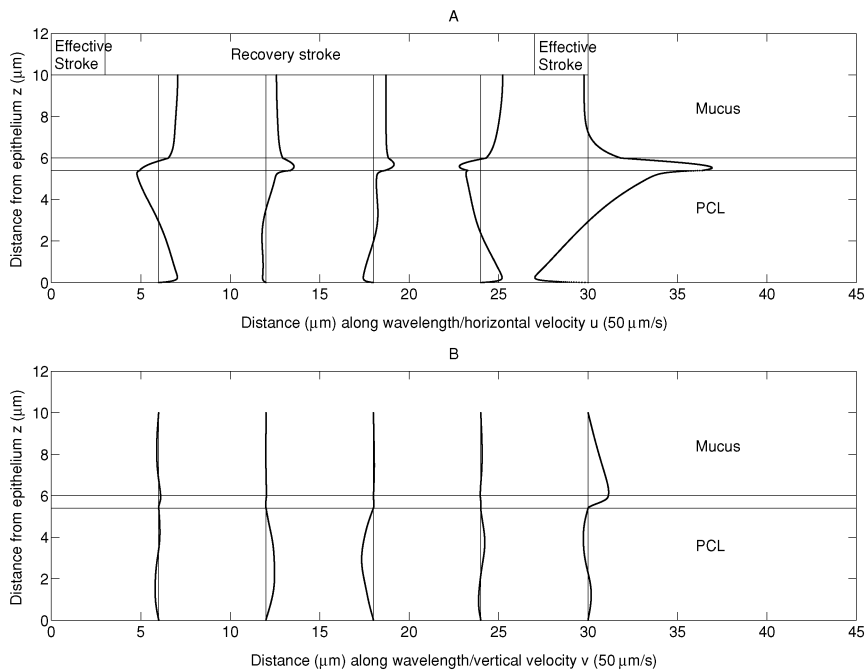 A
12
Effective
Stroke
Recovery stroke
Effective
Stroke
10
8
Mucus
6
4
PCL
2
0
Distance from epithelium z (μm)
0 5 10 15 20 25 30 35 40 45
Distance (μm) along wavelength/horizontal velocity u (50 μm/s)
B
12
10
8
Mucus
6
4
PCL
2
0
Distance from epithelium z (μm)
0 5 10 15 20 25 30 35 40 45
Distance (μm) along wavelength/vertical velocity v (50 μm/s)